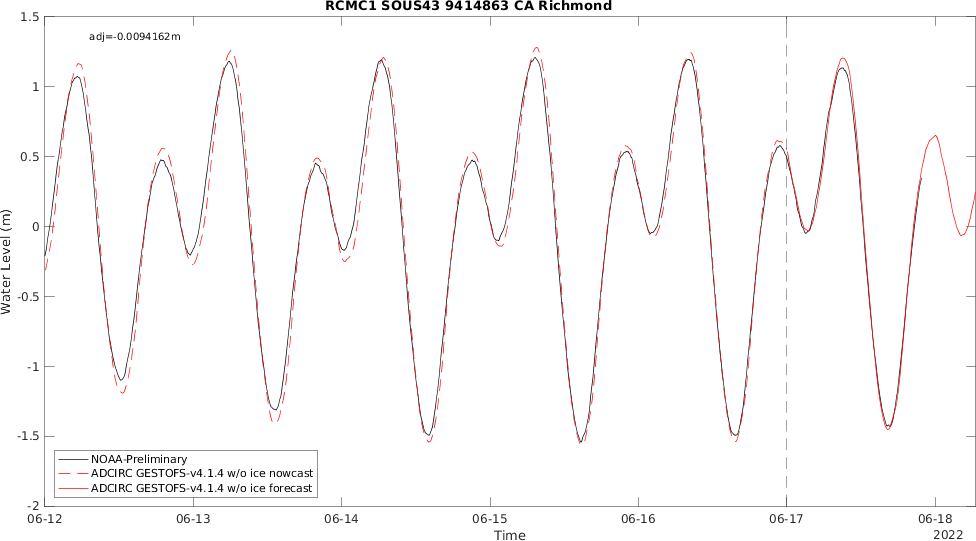 RCMC1 SOUS43 9414863 CA Richmond
adj=-0.0094162m
1.5
1
0.5
0
-0.5
-1
-1.5
-2
Water Level (m)
NOAA-Preliminary
ADCIRC GESTOFS-v4.1.4 w/o ice nowcast
ADCIRC GESTOFS-v4.1.4 w/o ice forecast
06-12 06-13 06-14 06-15 06-16 06-17 06-18
Time
2022